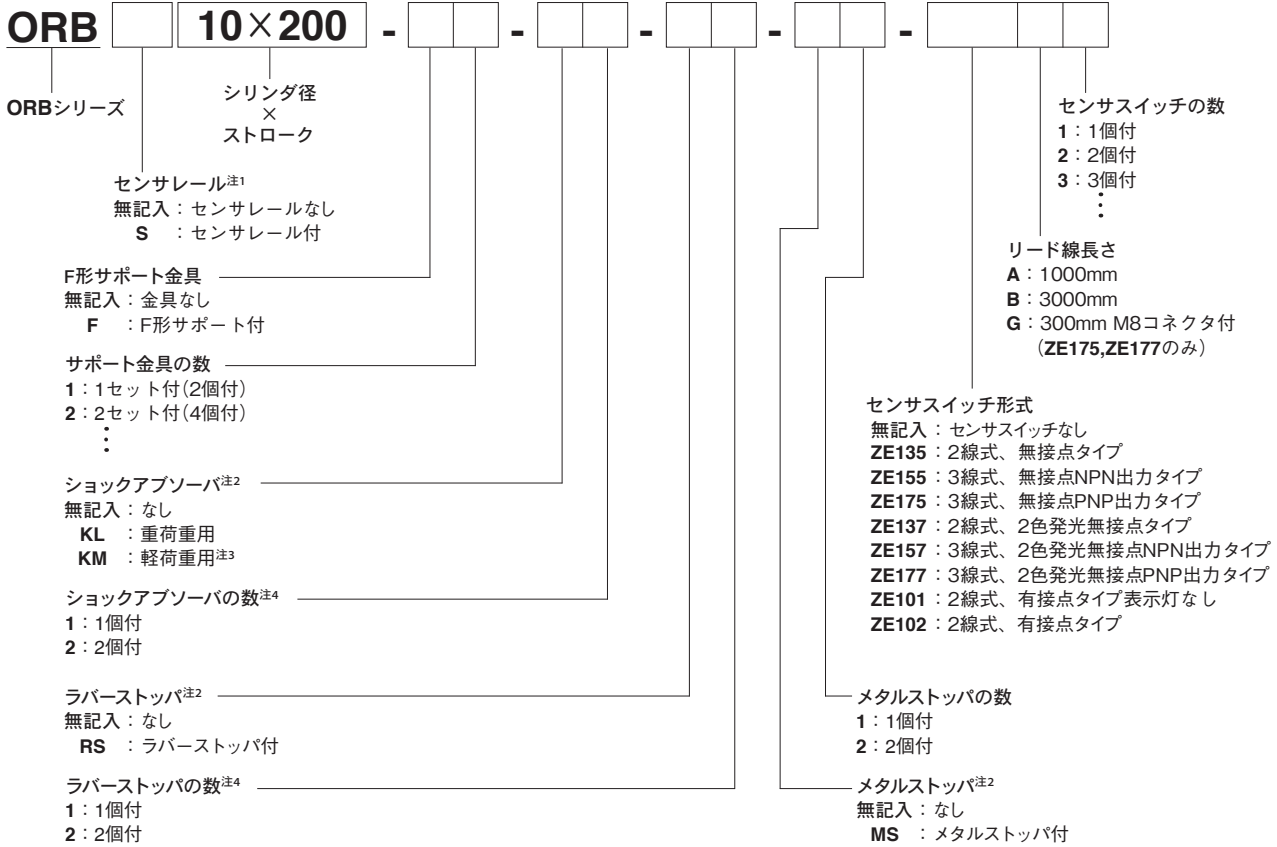 ORB 10×200 - - - - -
ORBシリーズ
シリンダ径
×
ストローク
センサレール注1
無記入：センサレールなし
S ：センサレール付
F形サポート金具
無記入：金具なし
F ：F形サポート付
サポート金具の数
1：1セット付(2個付)
2：2セット付(4個付)
ショックアブソーバ注2
無記入：なし
KL ：重荷重用
KM ：軽荷重用注3
ショックアブソーバの数注4
1：1個付
2：2個付
ラバーストッパ注2
無記入：なし
RS ：ラバーストッパ付
ラバーストッパの数注4
1：1個付
2：2個付
センサスイッチの数
1：1個付
2：2個付
3：3個付
リード線長さ
A：1000mm
B：3000mm
G：300mm M8コネクタ付
（ZE175,ZE177のみ）
センサスイッチ形式
無記入：センサスイッチなし
ZE135：2線式、無接点タイプ
ZE155：3線式、無接点NPN出力タイプ
ZE175：3線式、無接点PNP出力タイプ
ZE137：2線式、2色発光無接点タイプ
ZE157：3線式、2色発光無接点NPN出力タイプ
ZE177：3線式、2色発光無接点PNP出力タイプ
ZE101：2線式、有接点タイプ表示灯なし
ZE102：2線式、有接点タイプ
メタルストッパの数
1：1個付
2：2個付
メタルストッパ注2
無記入：なし
MS ：メタルストッパ付